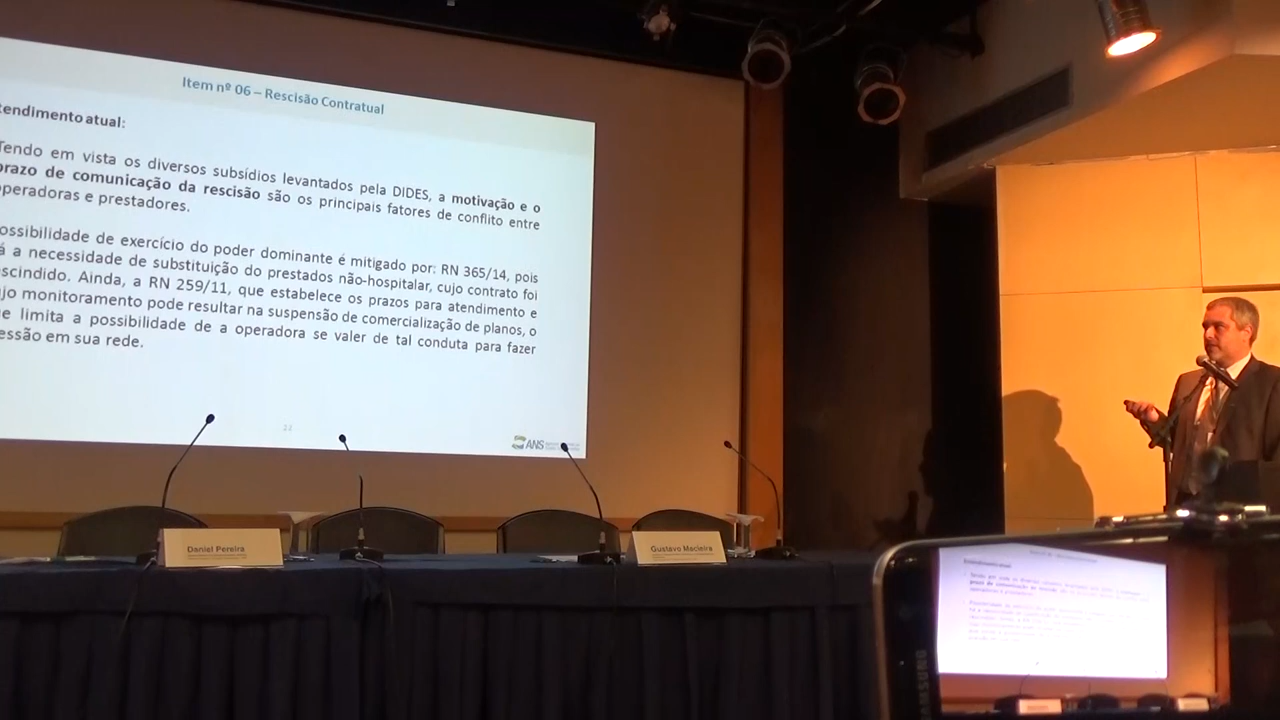 Item nº 06 – Rescisão Contratual
tendimento atual:
Tendo em vista os diversos subsídios levantados pela DIDES, a motivação e o
prazo de comunicação da rescisão são os principais fatores de conflito entre
operadoras e prestadores.
ossibilidade de exercício do poder dominante é mitigado por: RN 365/14, pois
á a necessidade de substituição do prestados não-hospitalar, cujo contrato foi
escindido. Ainda, a RN 259/11, que estabelece os prazos para atendimento e
ujo monitoramento pode resultar na suspensão de comercialização de planos, o
e limita a possibilidade de a operadora se valer de tal conduta para fazer
essão em sua rede.
22
ANS
Daniel Pereira
Gustavo Macieira
SAMSUNG